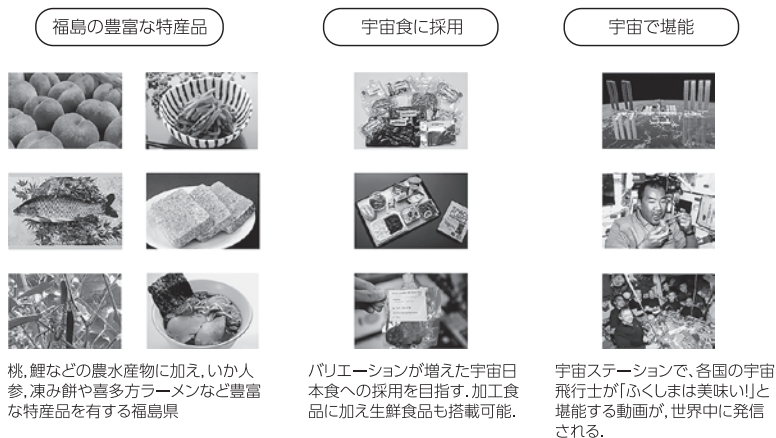 福島の豊富な特産品
宇宙食に採用
宇宙で堪能
桃，鯉などの農水産物に加え，いか人
参，凍み餅や喜多方ラーメンなど豊富
な特産品を有する福島県
バリエーションが増えた宇宙日
本食への採用を目指す．加工食
品に加え生鮮食品も搭載可能．
宇宙ステーションで、各国の宇宙
飛行士が「ふくしまは美味い!」と
堪能する動画が，世界中に発信
される．